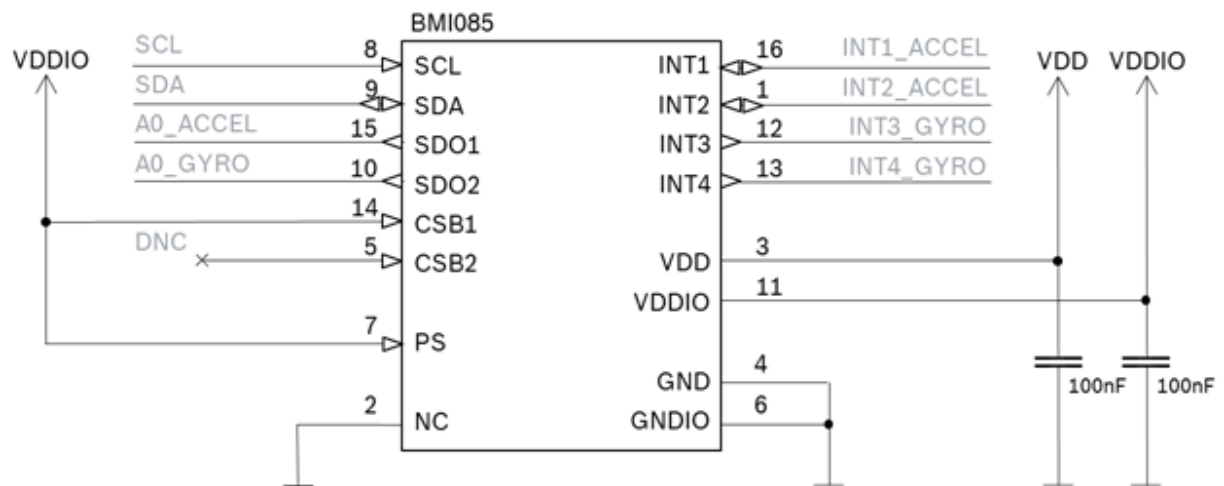 BMI085
VDDIO
SCL
8
SCL
INT1
16
INT1_ACCEL
VDD
VDDIO
SDA
9
SDA
INT2
1
INT2_ACCEL
A0_ACCEL
15
SDO1
INT3
12
INT3_GYRO
A0_GYRO
10
SDO2
INT4
13
INT4_GYRO
14
CSB1
DNC
5
CSB2
VDD
3
VDDIO
11
7
PS
GND
4
100nF
100nF
2
NC
GNDIO
6